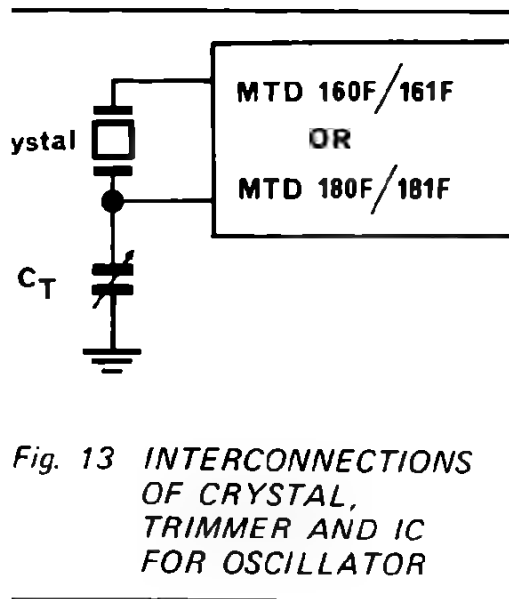 MTD 160F/161F
OR
ystal
MTD 180F/181F
CT
Fig. 13 INTERCONNECTIONS
OF CRYSTAL,
TRIMMER AND IC
FOR OSCILLATOR